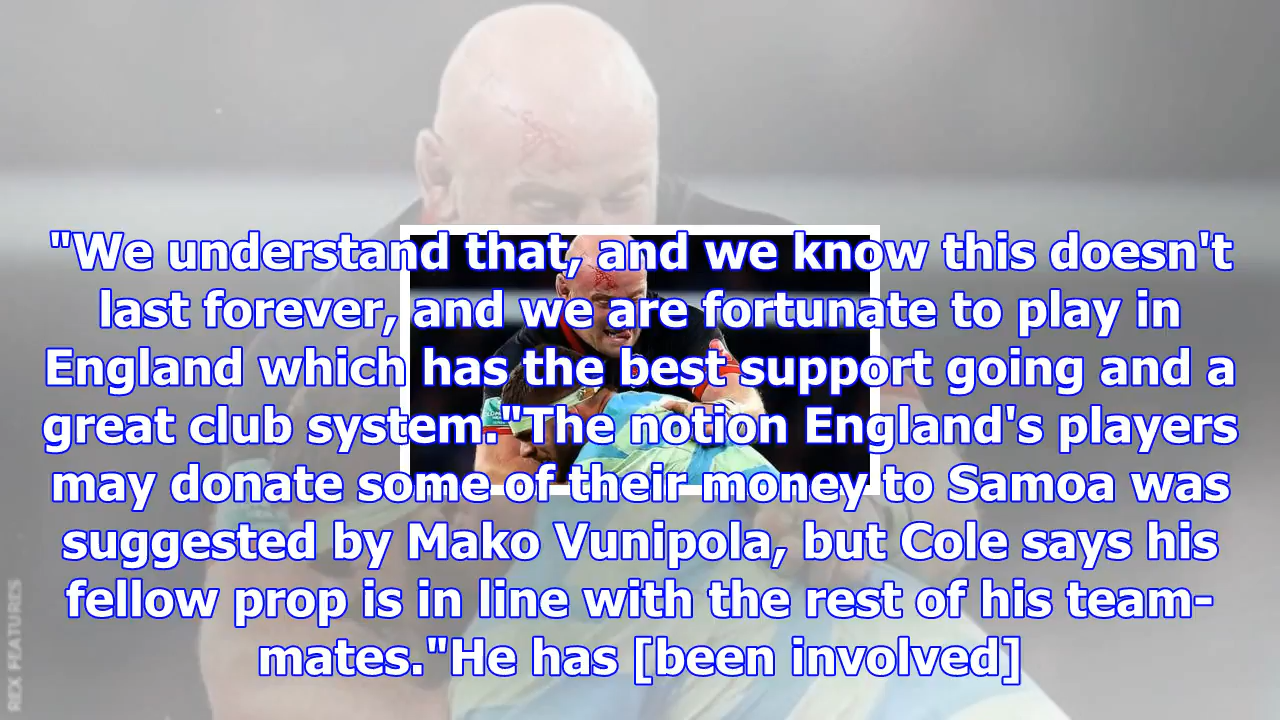 "We understand that, and we know this doesn't
last forever, and we are fortunate to play in
England which has the best support going and a
great club system."The notion England's players
may donate some of their money to Samoa was
suggested by Mako Vunipola, but Cole says his
fellow prop is in line with the rest of his team-
mates."He has [been involved]
REX FEATURES